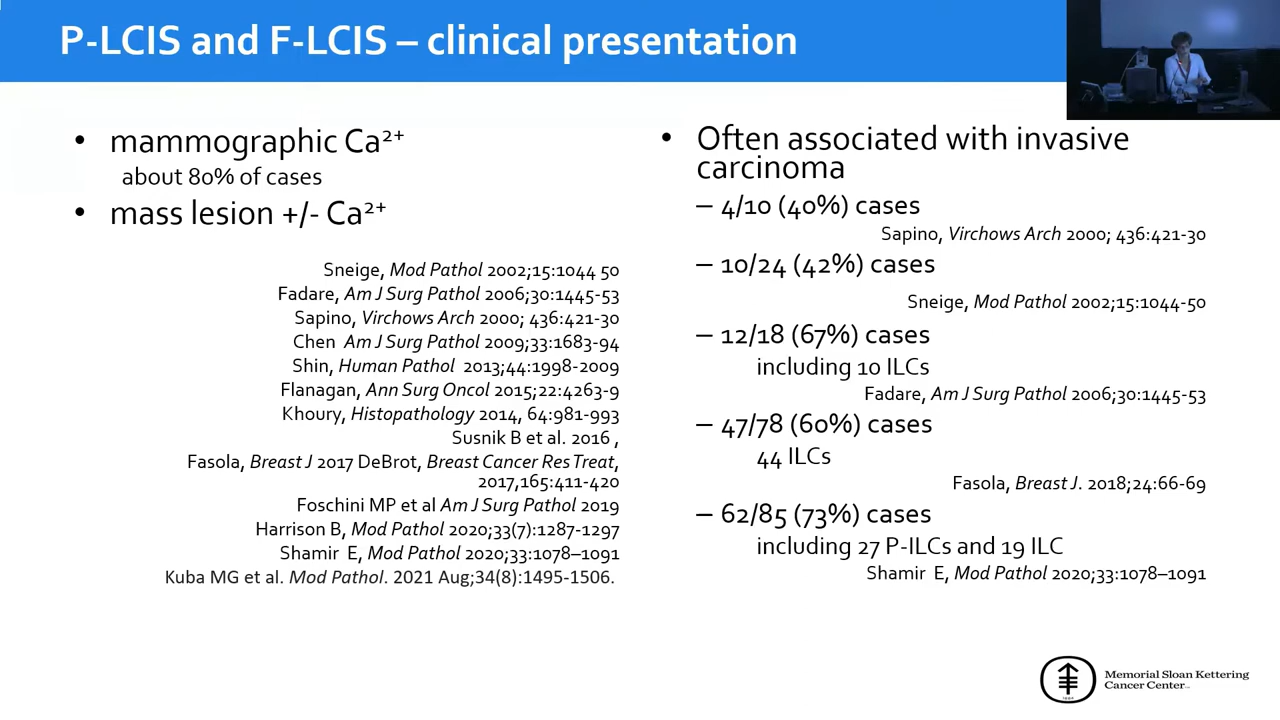 P-LCIS and F-LCIS – clinical presentation
• mammographic Ca²⁺
about 80% of cases
• mass lesion +/- Ca²⁺
Sneige, Mod Pathol 2002;15:1044 50
Fadare, Am J Surg Pathol 2006;30:1445-53
Sapino, Virchows Arch 2000; 436:421-30
Chen Am J Surg Pathol 2009;33:1683-94
Shin, Human Pathol 2013;44:1998-2009
Flanagan, Ann Surg Oncol 2015;22:4263-9
Khoury, Histopathology 2014, 64:981-993
Susnik B et al. 2016 ,
Fasola, Breast J 2017 DeBrot, Breast Cancer Res Treat,
2017,165:411-420
Foschini MP et al Am J Surg Pathol 2019
Harrison B, Mod Pathol 2020;33(7):1287-1297
Shamir E, Mod Pathol 2020;33:1078–1091
Kuba MG et al. Mod Pathol. 2021 Aug;34(8):1495-1506.
• Often associated with invasive
carcinoma
– 4/10 (40%) cases
Sapino, Virchows Arch 2000; 436:421-30
– 10/24 (42%) cases
Sneige, Mod Pathol 2002;15:1044-50
– 12/18 (67%) cases
including 10 ILCs
Fadare, Am J Surg Pathol 2006;30:1445-53
– 47/78 (60%) cases
44 ILCs
Fasola, Breast J. 2018;24:66-69
– 62/85 (73%) cases
including 27 P-ILCs and 19 ILC
Shamir E, Mod Pathol 2020;33:1078–1091
Memorial Sloan Kettering
Cancer Center